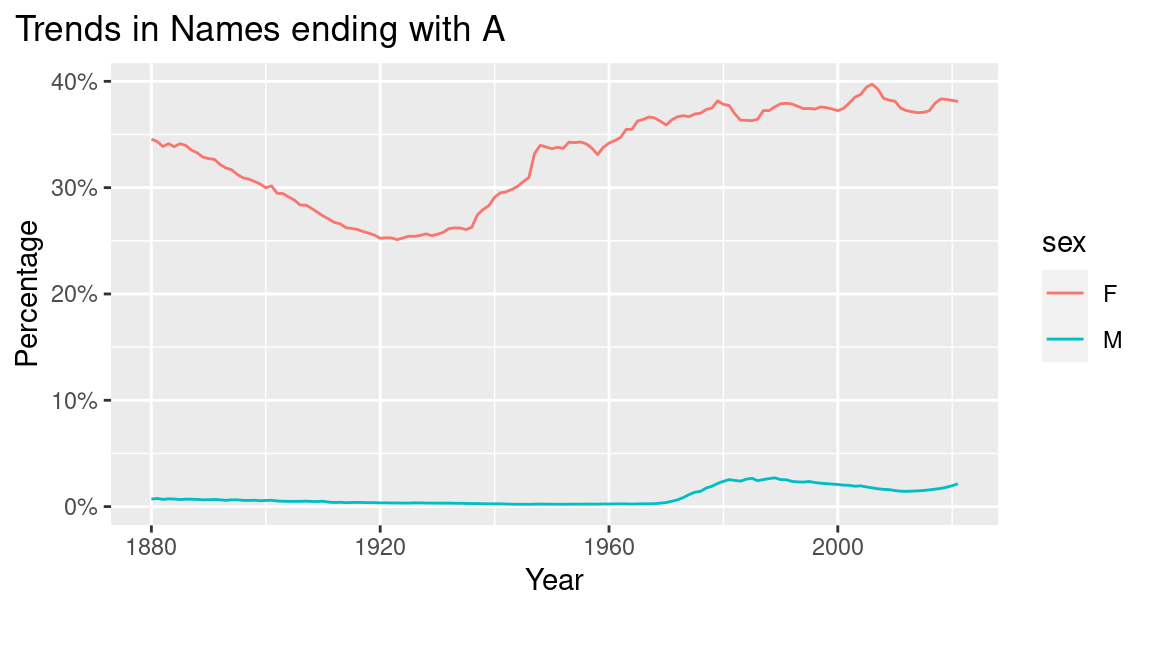 Trends in Names ending with A
40%
30%
20%
10%
0%
Percentage
1880 1920 1960 2000
Year
sex
F
M